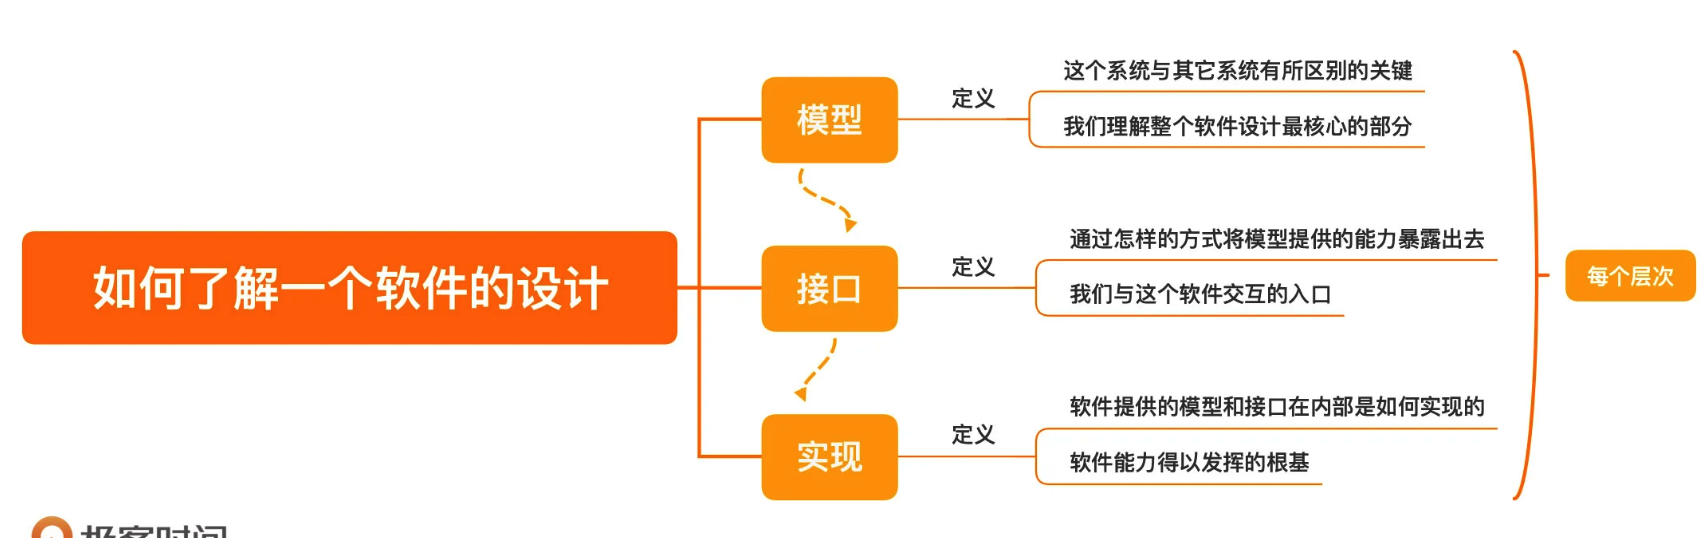 如何了解一个软件的设计
模型
定义
这个系统与其它系统有所区别的关键
我们理解整个软件设计最核心的部分
接口
定义
通过怎样的方式将模型提供的能力暴露出去
我们与这个软件交互的入口
实现
定义
软件提供的模型和接口在内部是如何实现的
软件能力得以发挥的根基
每个层次
极客时间